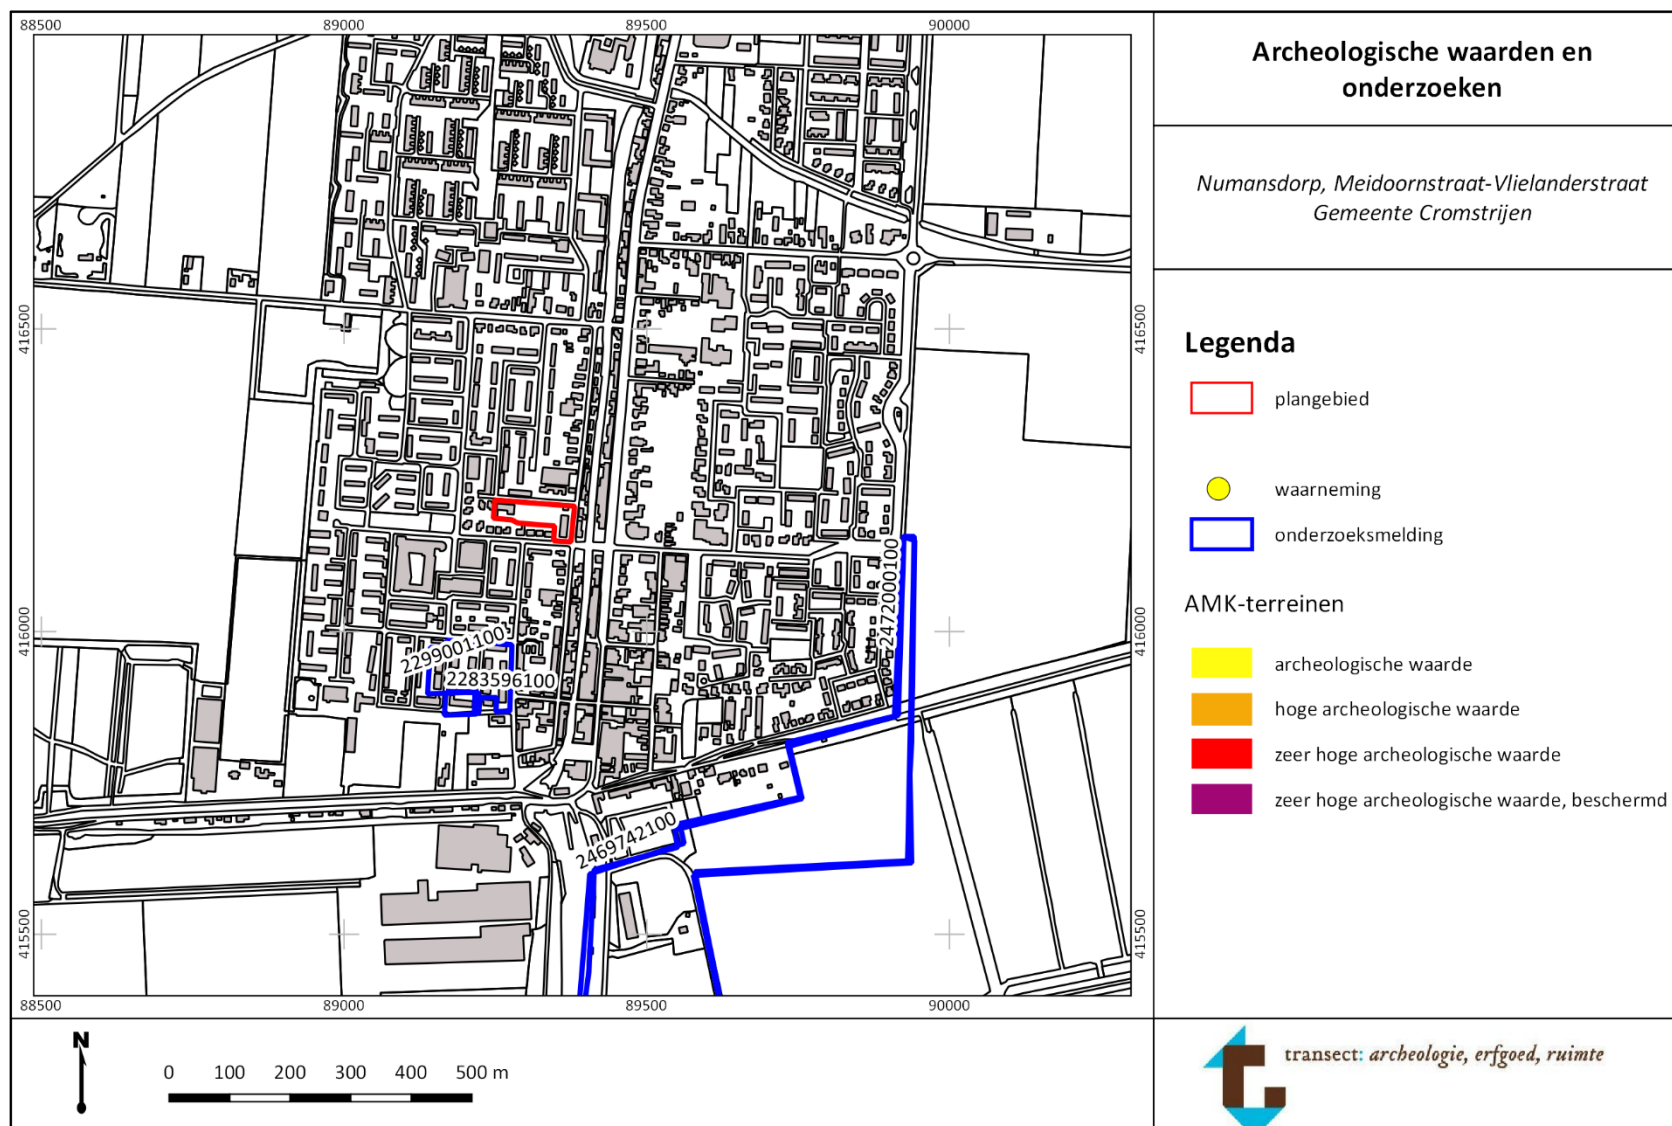 88500
89000
89500
90000
416500
416000
415500
416500
416000
415500
2299001100
2283596100
2472000100
2469742100
88500
89000
89500
90000
Archeologische waarden en
onderzoeken
Numansdorp, Meidoornstraat-Vlielanderstraat
Gemeente Cromstrijen
Legenda
plangebied
waarneming
onderzoeksmelding
AMK-terreinen
archeologische waarde
hoge archeologische waarde
zeer hoge archeologische waarde
zeer hoge archeologische waarde, beschermd
N
0 100 200 300 400 500 m
transect: archeologie, erfgoed, ruimte